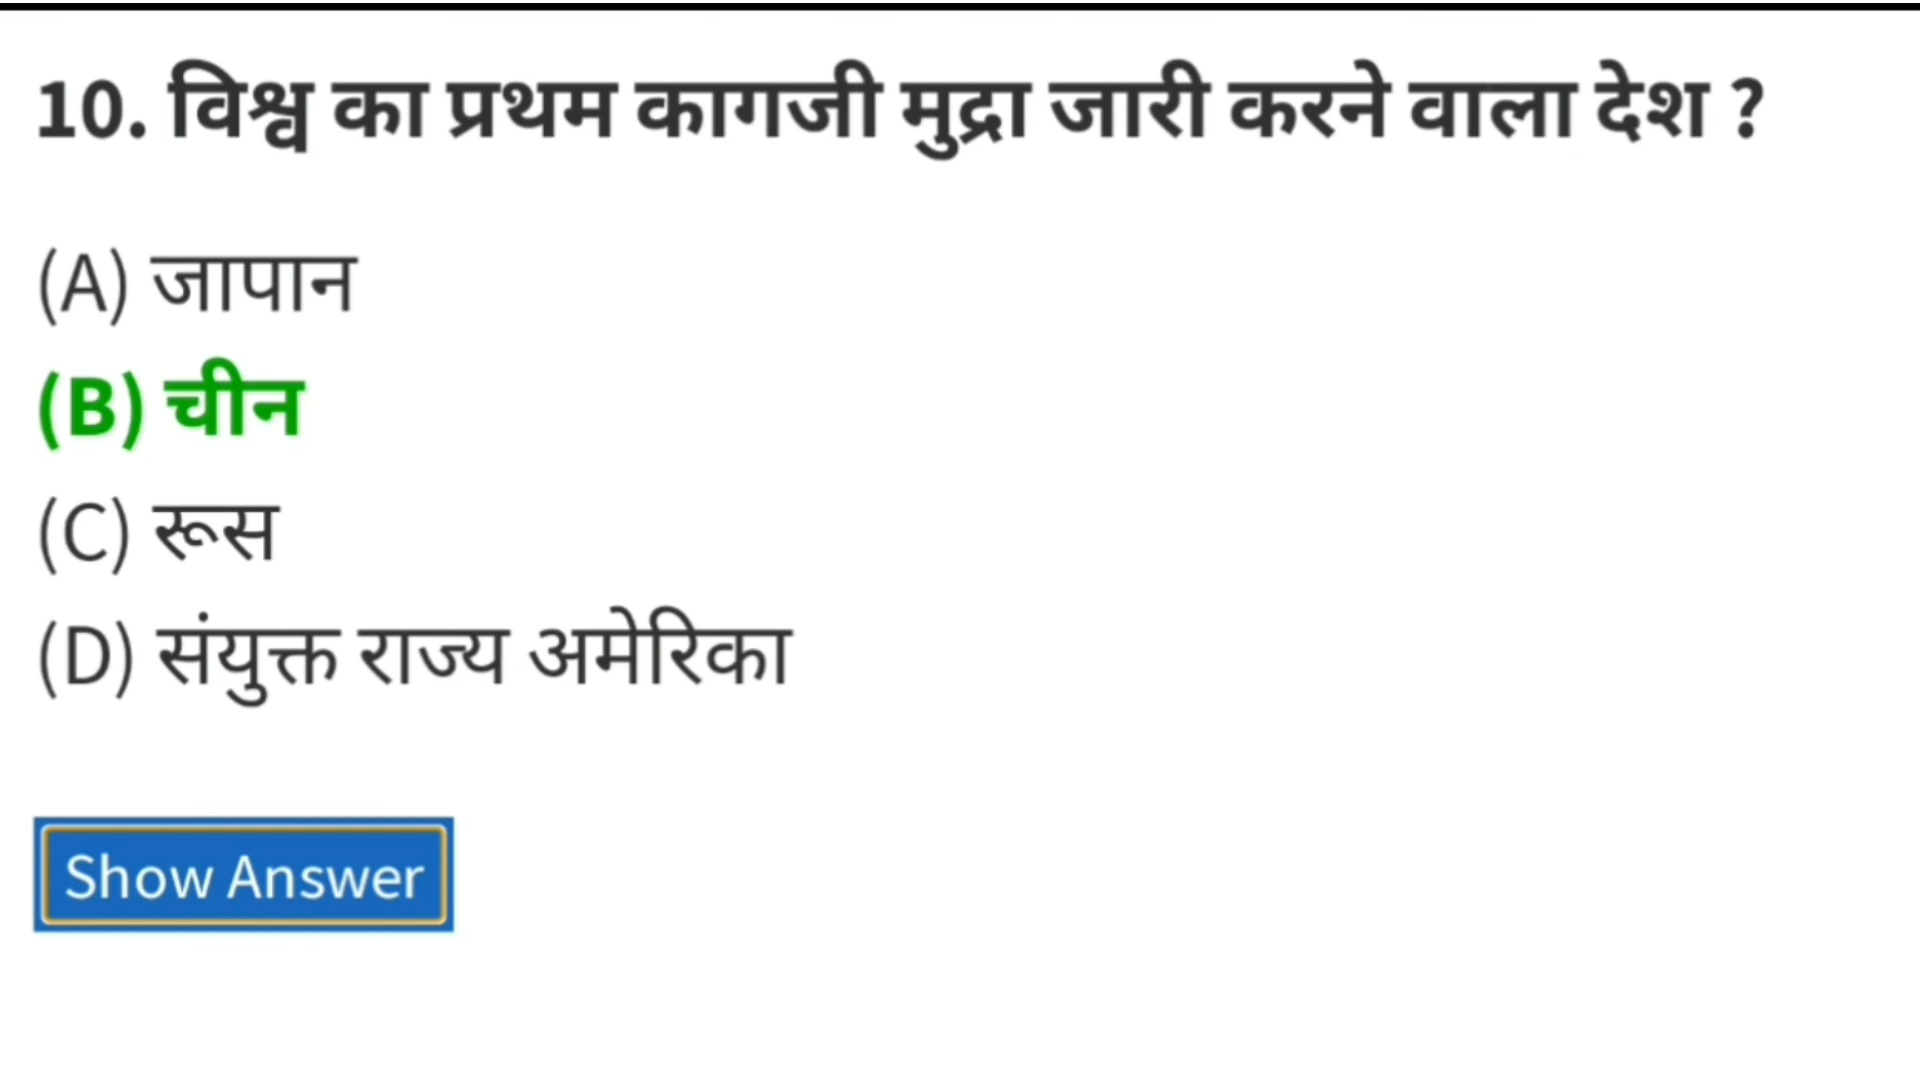 10. विश्व का प्रथम कागजी मुद्रा जारी करने वाला देश ?
(A) जापान
(B) चीन
(C) रूस
(D) संयुक्त राज्य अमेरिका
Show Answer